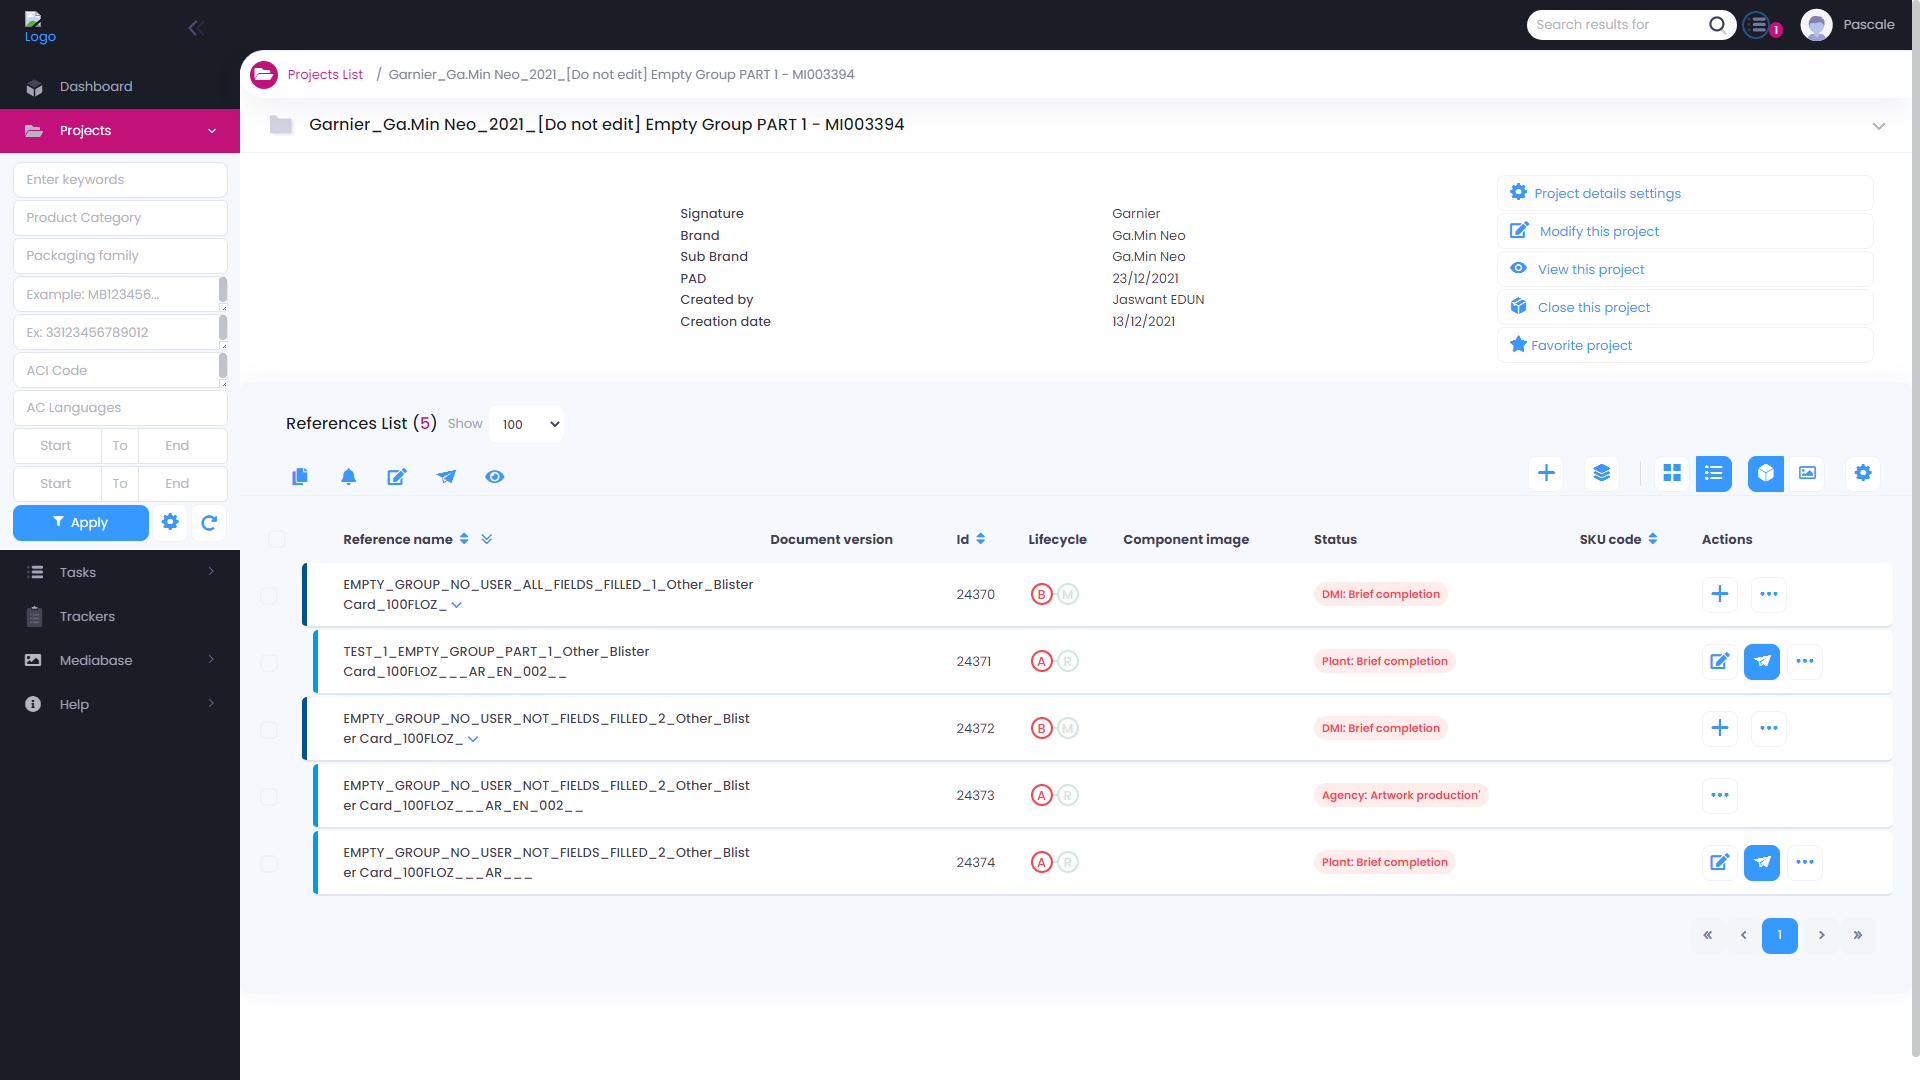 Logo
1
Pascale
Search results for
Dashboard
Projects
Enter keywords
Product Category
Packaging family
Example: MB123456...
Ex: 33123456789012
ACI Code
AC Languages
Start To End
Start To End
Apply
Tasks
Trackers
Mediabase
Help
Projects List / Garnier_Ga.Min Neo_2021_[Do not edit] Empty Group PART 1 - MI003394
Garnier_Ga.Min Neo_2021_[Do not edit] Empty Group PART 1 - MI003394
Signature Garnier
Brand Ga.Min Neo
Sub Brand Ga.Min Neo
PAD 23/12/2021
Created by Jaswant EDUN
Creation date 13/12/2021
Project details settings
Modify this project
View this project
Close this project
Favorite project
References List (5) Show 100
Reference name Document version Id Lifecycle Component image Status SKU code Actions
EMPTY_GROUP_NO_USER_ALL_FIELDS_FILLED_1_Other_Blister
Card_100FLOZ_ 24370 B M DMI: Brief completion
TEST_1_EMPTY_GROUP_PART_1_Other_Blister
Card_100FLOZ___AR_EN_002__ 24371 A R Plant: Brief completion
EMPTY_GROUP_NO_USER_NOT_FIELDS_FILLED_2_Other_Blist
er Card_100FLOZ_ 24372 B M DMI: Brief completion
EMPTY_GROUP_NO_USER_NOT_FIELDS_FILLED_2_Other_Blist
er Card_100FLOZ___AR_EN_002__ 24373 A R Agency: Artwork production'
EMPTY_GROUP_NO_USER_NOT_FIELDS_FILLED_2_Other_Blist
er Card_100FLOZ___AR___ 24374 A R Plant: Brief completion
« ‹ 1 › »